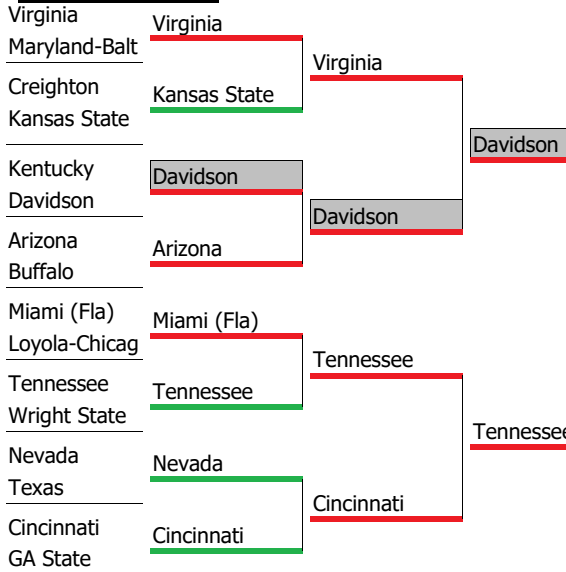 Virginia
Maryland-Balt
Creighton
Kansas State
Kentucky
Davidson
Arizona
Buffalo
Miami (Fla)
Loyola-Chicag
Tennessee
Wright State
Nevada
Texas
Cincinnati
GA State
Virginia
Kansas State
Davidson
Arizona
Miami (Fla)
Tennessee
Nevada
Cincinnati
Virginia
Davidson
Tennessee
Cincinnati
Davidson
Tennessee